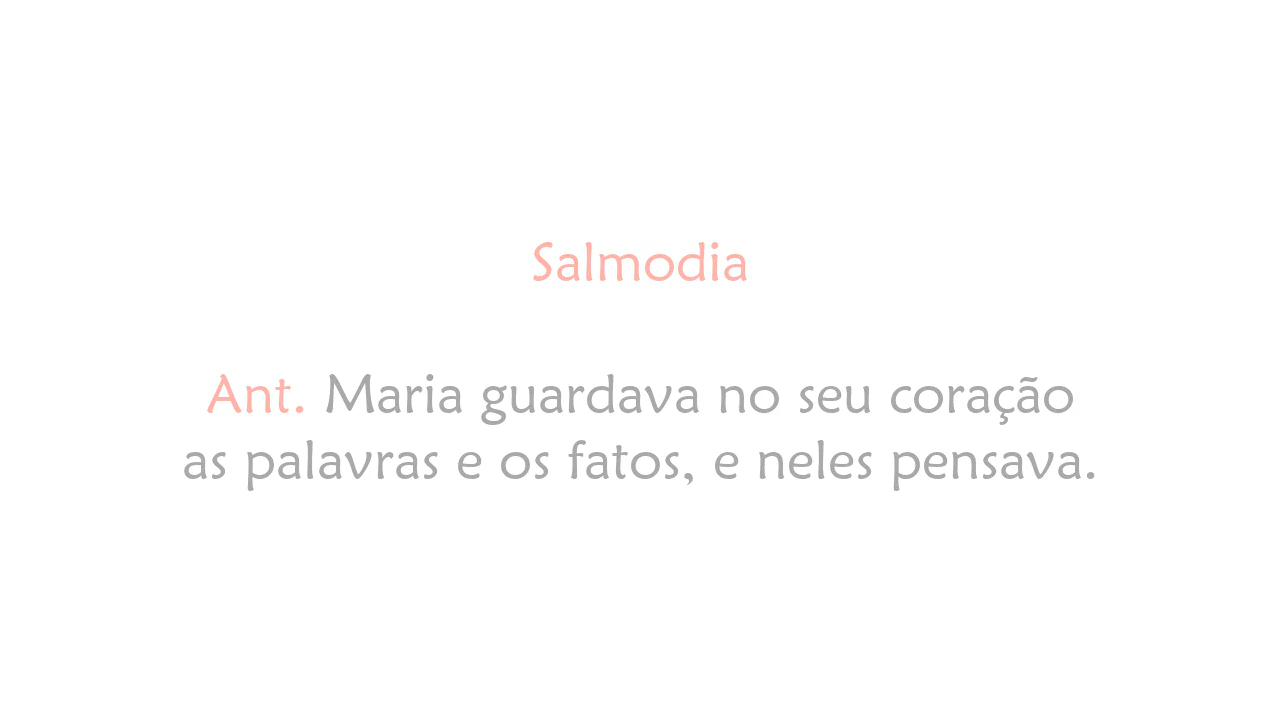 Salmodia
Ant. Maria guardava no seu coração
as palavras e os fatos, e neles pensava.